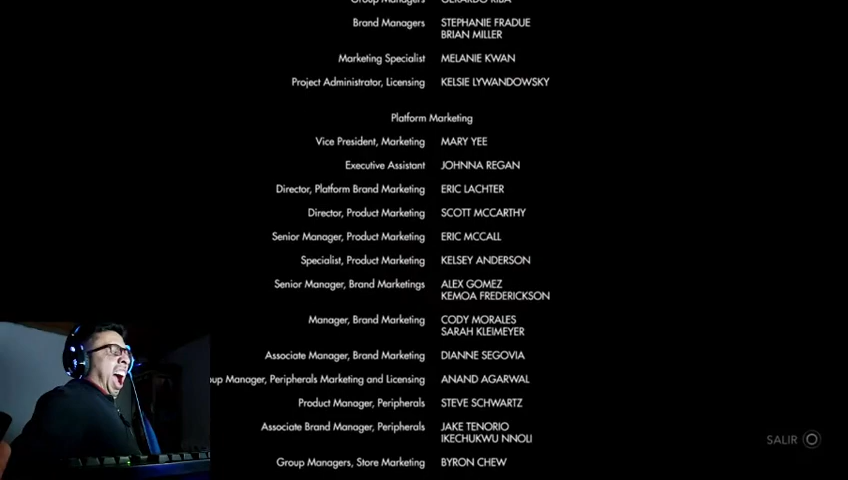 Group Managers GERARDO RIBA
Brand Managers STEPHANIE FRADUE
BRIAN MILLER
Marketing Specialist MELANIE KWAN
Project Administrator, Licensing KELSIE LYWANDOWSKY
Platform Marketing
Vice President, Marketing MARY YEE
Executive Assistant JOHNNA REGAN
Director, Platform Brand Marketing ERIC LACHTER
Director, Product Marketing SCOTT MCCARTHY
Senior Manager, Product Marketing ERIC MCCALL
Specialist, Product Marketing KELSEY ANDERSON
Senior Manager, Brand Marketings ALEX GOMEZ
KEMOA FREDERICKSON
Manager, Brand Marketing CODY MORALES
SARAH KLEIMEYER
Associate Manager, Brand Marketing DIANNE SEGOVIA
oup Manager, Peripherals Marketing and Licensing ANAND AGARWAL
Product Manager, Peripherals STEVE SCHWARTZ
Associate Brand Manager, Peripherals JAKE TENORIO
IKECHUKWU NNOLI
SALIR
Group Managers, Store Marketing BYRON CHEW